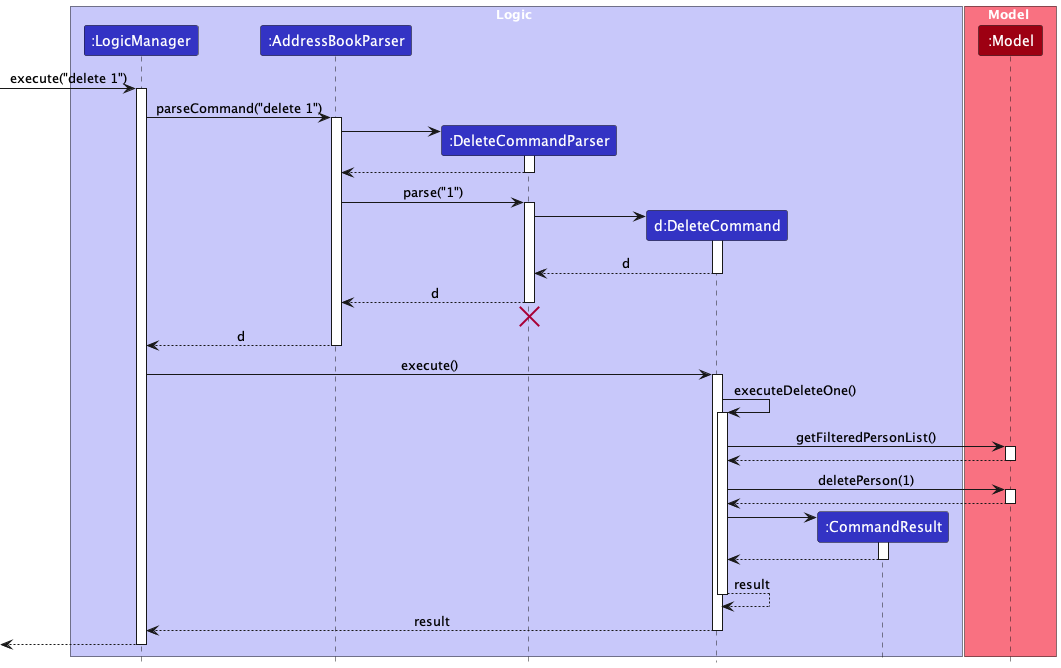 Logic
Model
:LogicManager
:AddressBookParser
:Model
execute("delete 1")
parseCommand("delete 1")
:DeleteCommandParser
parse("1")
d:DeleteCommand
d
d
d
execute()
executeDeleteOne()
getFilteredPersonList()
deletePerson(1)
:CommandResult
result
result